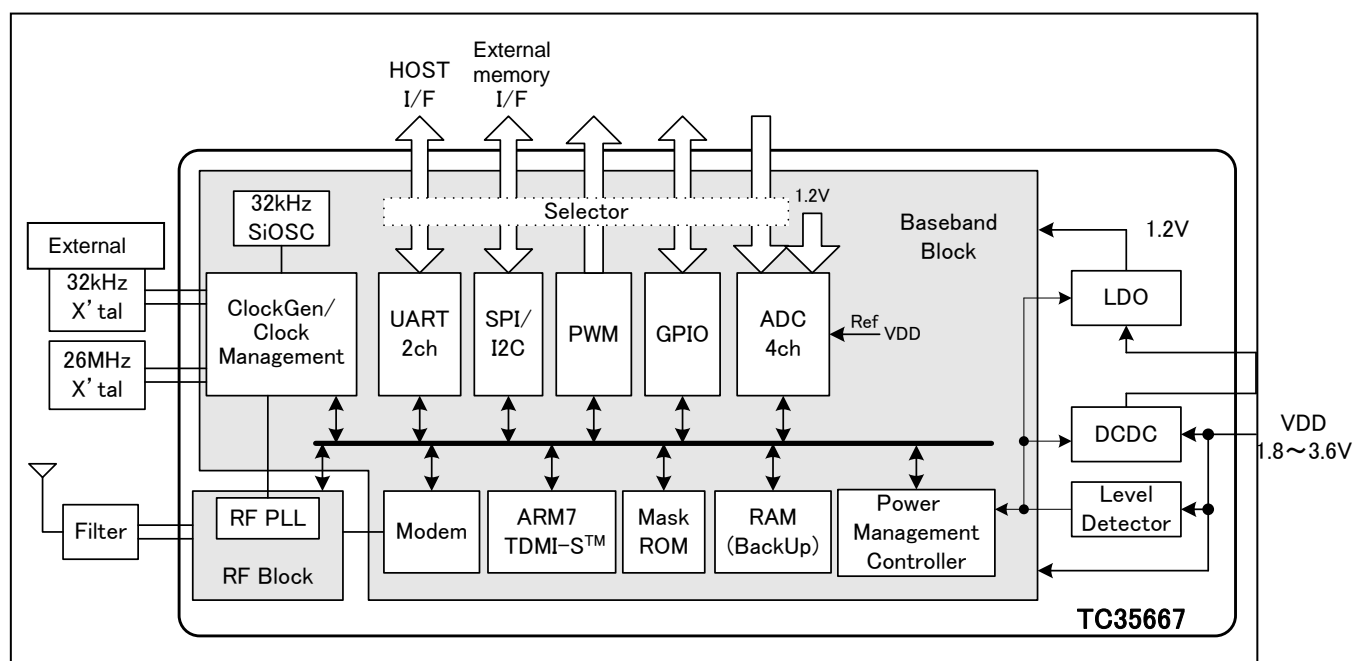 HOST
I/F
External
memory
I/F
32kHz
SiOSC
Selector
1.2V
Baseband
Block
1.2V
External
32kHz
X'tal
26MHz
X'tal
ClockGen/
Clock
Management
UART
2ch
SPI/
I2C
PWM
GPIO
ADC
4ch
Ref
VDD
LDO
DCDC
VDD
1.8～3.6V
Level
Detector
Filter
RF PLL
RF Block
Modem
ARM7
TDMI-S™
Mask
ROM
RAM
(BackUp)
Power
Management
Controller
TC35667